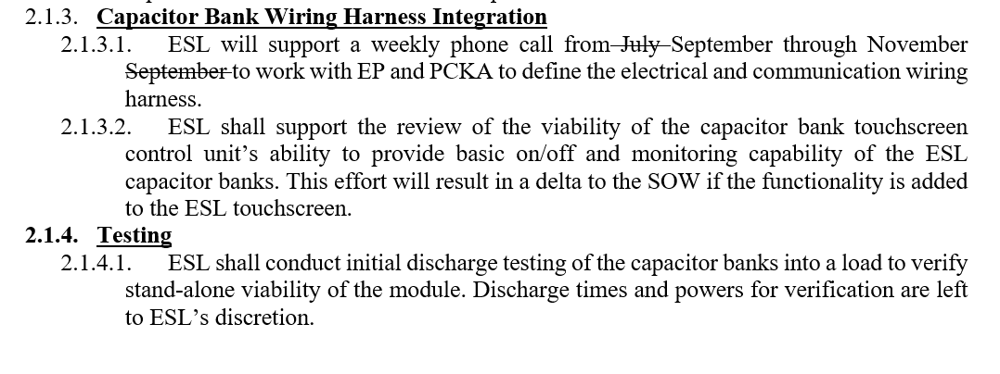 2.1.3. Capacitor Bank Wiring Harness Integration
2.1.3.1. ESL will support a weekly phone call from July September through November
September to work with EP and PCKA to define the electrical and communication wiring
harness.
2.1.3.2. ESL shall support the review of the viability of the capacitor bank touchscreen
control unit’s ability to provide basic on/off and monitoring capability of the ESL
capacitor banks. This effort will result in a delta to the SOW if the functionality is added
to the ESL touchscreen.
2.1.4. Testing
2.1.4.1. ESL shall conduct initial discharge testing of the capacitor banks into a load to verify
stand-alone viability of the module. Discharge times and powers for verification are left
to ESL’s discretion.